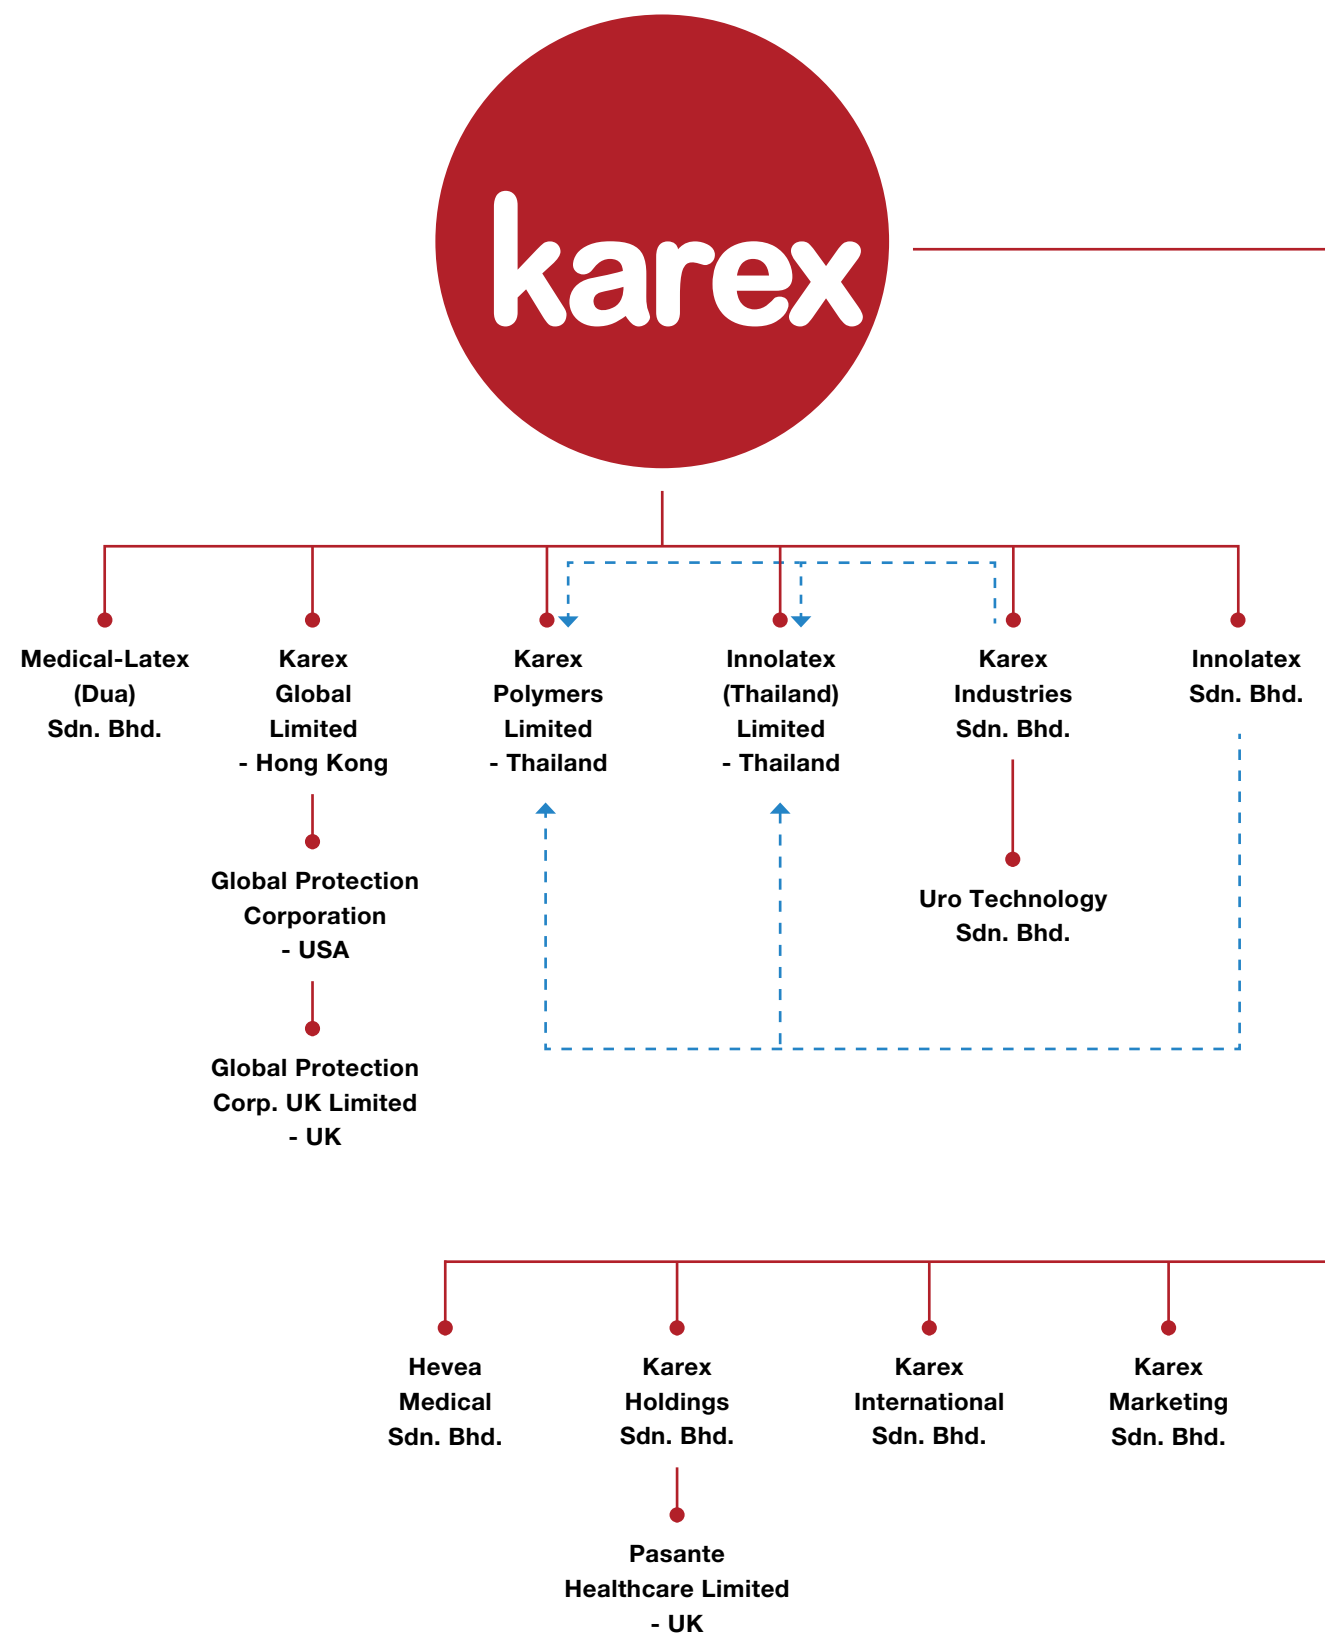 karex
Medical-Latex
(Dua)
Sdn. Bhd.
Karex
Global
Limited
- Hong Kong
Karex
Polymers
Limited
- Thailand
Innolatex
(Thailand)
Limited
- Thailand
Karex
Industries
Sdn. Bhd.
Innolatex
Sdn. Bhd.
Global Protection
Corporation
- USA
Uro Technology
Sdn. Bhd.
Global Protection
Corp. UK Limited
- UK
Hevea
Medical
Sdn. Bhd.
Karex
Holdings
Sdn. Bhd.
Karex
International
Sdn. Bhd.
Karex
Marketing
Sdn. Bhd.
Pasante
Healthcare Limited
- UK